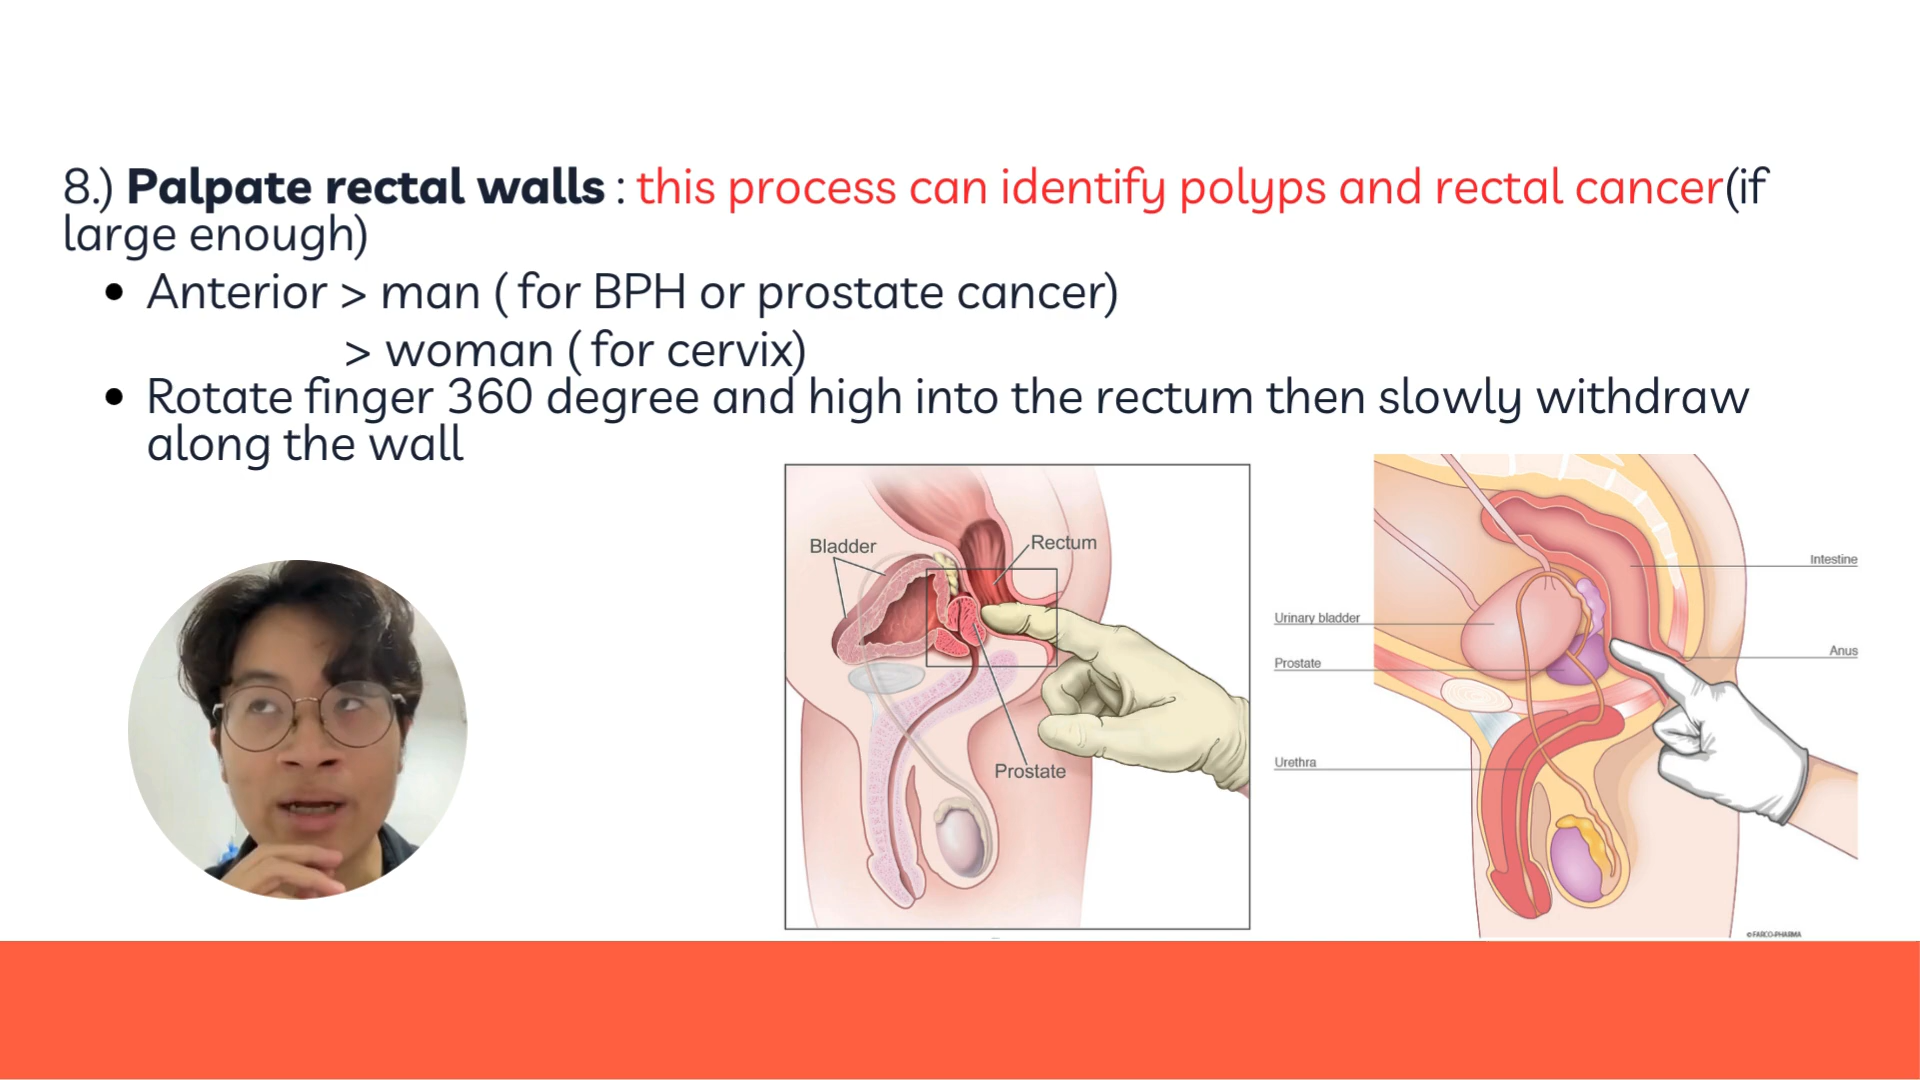 8.) Palpate rectal walls : this process can identify polyps and rectal cancer(if
large enough)
• Anterior > man ( for BPH or prostate cancer)
> woman ( for cervix)
• Rotate finger 360 degree and high into the rectum then slowly withdraw
along the wall
Bladder
Rectum
Prostate
Intestine
Urinary bladder
Anus
Prostate
Urethra
©FARCO-PHARMA